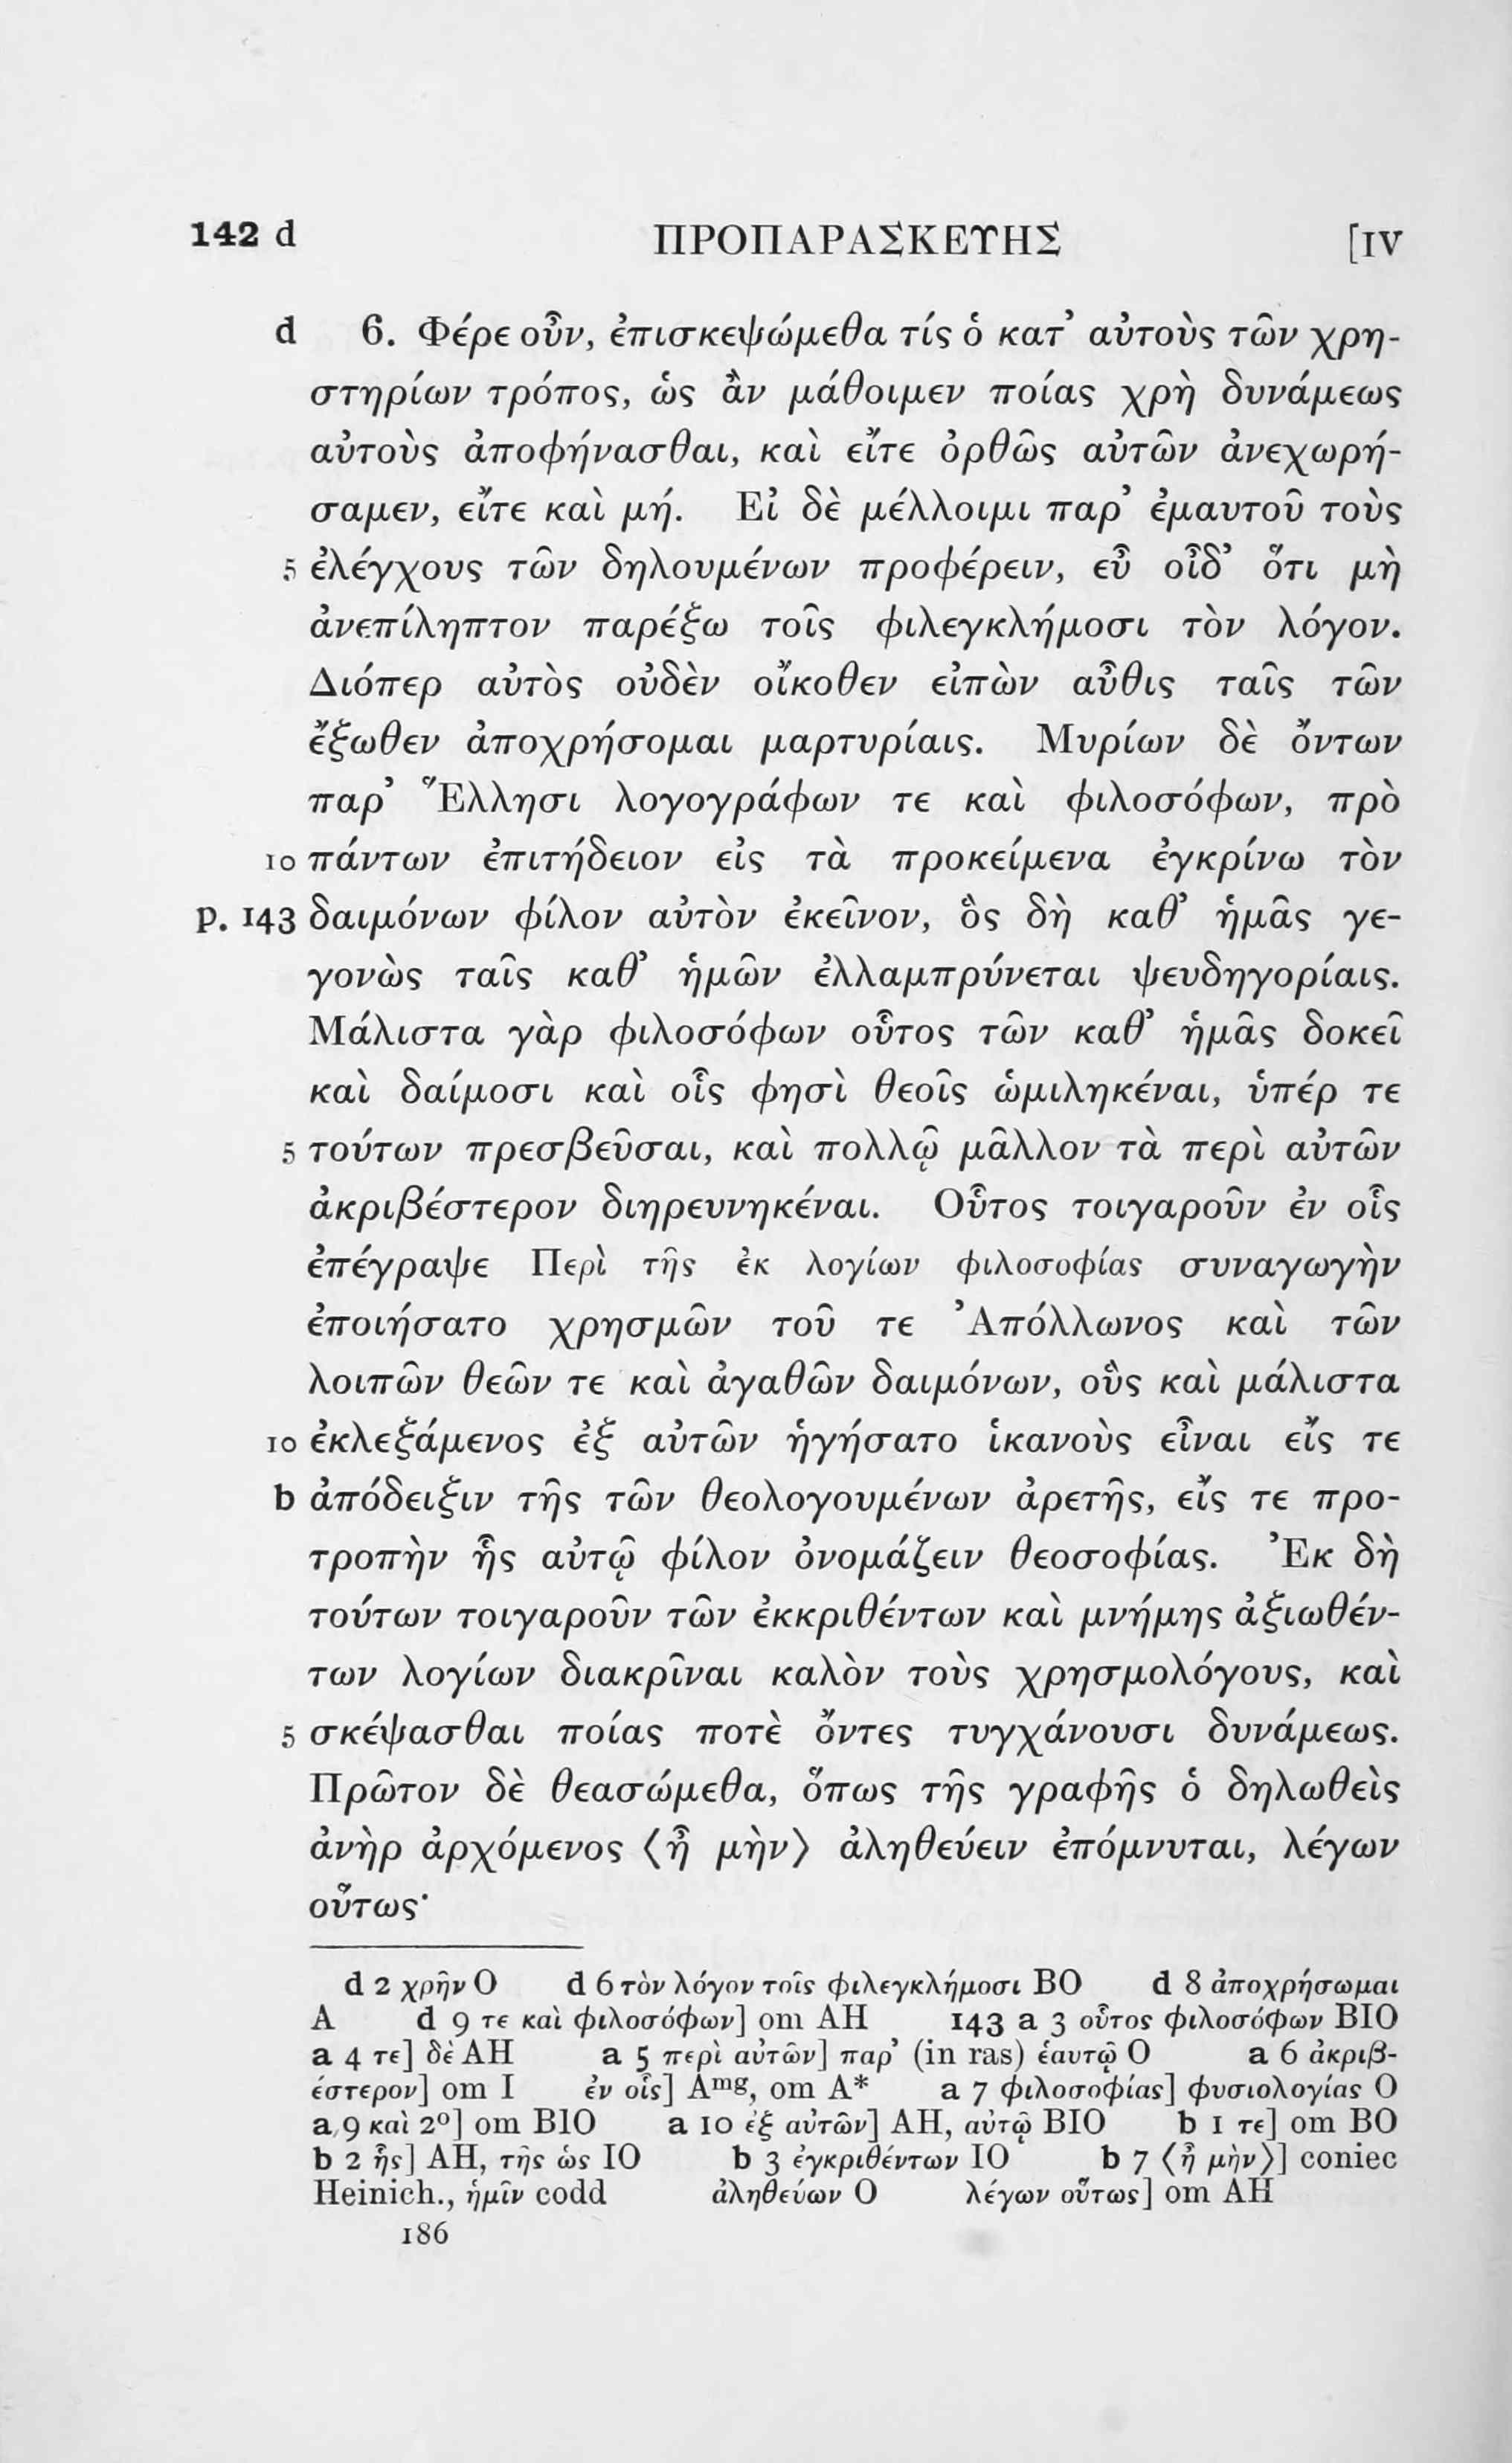 142 d ΠΡΟΠΑΡΑΣΚΕΥΗΣ [IV
d 6. Φέρε οὖν, ἐπισκεψώμεθα τίς ὁ κατ’ αὐτοὺς τῶν χρη-
στηρίων τρόπος, ὡς ἂν μάθοιμεν ποίας χρὴ δυνάμεως
αὐτοὺς ἀποφήνασθαι, καὶ εἴτε ὀρθῶς αὐτῶν ἀνεχωρή-
σαμεν, εἴτε καὶ μή. Εἰ δὲ μέλλοιμι παρ’ ἐμαυτοῦ τοὺς
5 ἐλέγχους τῶν δηλουμένων προφέρειν, εὖ οἶδ’ ὅτι μὴ
ἀνεπίληπτον παρέξω τοῖς φιλεγκλήμοσι τὸν λόγον.
Διόπερ αὐτὸς οὐδὲν οἴκοθεν εἰπὼν αὖθις ταῖς τῶν
ἔξωθεν ἀποχρήσομαι μαρτυρίαις. Μυρίων δὲ ὄντων
παρ’ Ἕλλησι λογογράφων τε καὶ φιλοσόφων, πρὸ
10 πάντων ἐπιτήδειον εἰς τὰ προκείμενα ἐγκρίνω τὸν
p. 143 δαιμόνων φίλον αὐτὸν ἐκεῖνον, ὃς δὴ καθ’ ἡμᾶς γε-
γονὼς ταῖς καθ’ ἡμῶν ἐλλαμπρύνεται ψευδηγορίαις.
Μάλιστα γὰρ φιλοσόφων οὗτος τῶν καθ’ ἡμᾶς δοκεῖ
καὶ δαίμοσι καὶ οἷς φησὶ θεοῖς ὡμιληκέναι, ὑπέρ τε
5 τούτων πρεσβεῦσαι, καὶ πολλῷ μᾶλλον τὰ περὶ αὐτῶν
ἀκριβέστερον διηρευνηκέναι. Οὗτος τοιγαροῦν ἐν οἷς
ἐπέγραψε Περὶ τῆς ἐκ λογίων φιλοσοφίας συναγωγὴν
ἐποιήσατο χρησμῶν τοῦ τε Ἀπόλλωνος καὶ τῶν
λοιπῶν θεῶν τε καὶ ἀγαθῶν δαιμόνων, οὓς καὶ μάλιστα
10 ἐκλεξάμενος ἐξ αὐτῶν ἡγήσατο ἱκανοὺς εἶναι εἴς τε
b ἀπόδειξιν τῆς τῶν θεολογουμένων ἀρετῆς, εἴς τε προ-
τροπὴν ἧς αὐτῷ φίλον ὀνομάζειν θεοσοφίας. Ἐκ δὴ
τούτων τοιγαροῦν τῶν ἐκκριθέντων καὶ μνήμης ἀξιωθέν-
των λογίων διακρῖναι καλὸν τοὺς χρησμολόγους, καὶ
5 σκέψασθαι ποίας ποτὲ ὄντες τυγχάνουσι δυνάμεως.
Πρῶτον δὲ θεασώμεθα, ὅπως τῆς γραφῆς ὁ δηλωθεὶς
ἀνὴρ ἀρχόμενος ⟨ἦ μὴν⟩ ἀληθεύειν ἐπόμνυται, λέγων
οὕτως·
d 2 χρῆν O d 6 τὸν λόγον τοῖς φιλεγκλήμοσι BO d 8 ἀποχρήσωμαι
A d 9 τε καὶ φιλοσόφων] om AH 143 a 3 οὗτος φιλοσόφων BIO
a 4 τε] δὲ AH a 5 περὶ αὐτῶν] παρ’ (in ras) ἑαυτῷ O a 6 ἀκριβ-
έστερον] om I ἐν οἷς] Amg, om A* a 7 φιλοσοφίας] φυσιολογίας O
a 9 καὶ 2º] om BIO a 10 ἐξ αὐτῶν] AH, αὐτῷ BIO b 1 τε] om BO
b 2 ἧς] AH, τῆς ὡς IO b 3 ἐγκριθέντων IO b 7 ⟨ἦ μὴν⟩] coniec
Heinich., ἡμῖν codd ἀληθεύων O λέγων οὕτως] om AH
186